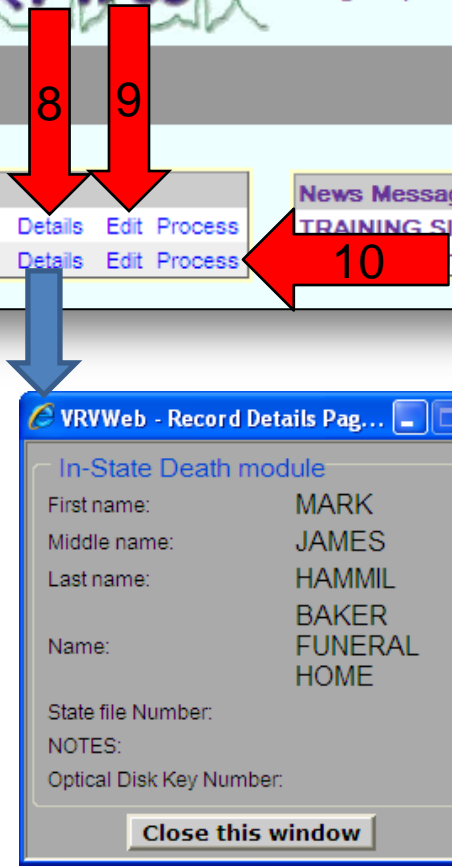 8 9
News Messag
Details Edit Process
TRAINING SI
Details Edit Process
10
VRVWeb - Record Details Pag...
In-State Death module
First name: MARK
Middle name: JAMES
Last name: HAMMIL
Name: BAKER
FUNERAL
HOME
State file Number:
NOTES:
Optical Disk Key Number:
Close this window